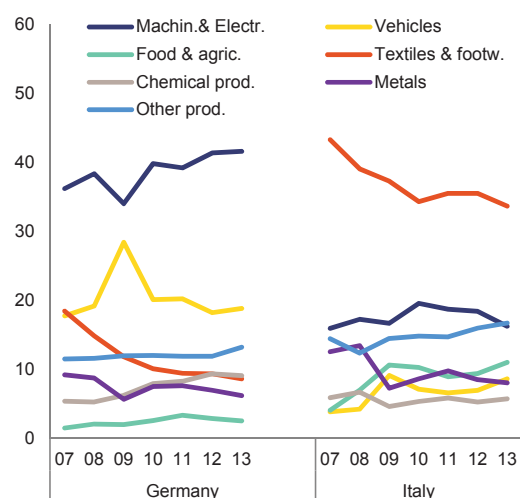 60
50
40
30
20
10
0
Machin.& Electr.
Vehicles
Food & agric.
Textiles & footw.
Chemical prod.
Metals
Other prod.
07 08 09 10 11 12 13 07 08 09 10 11 12 13
Germany Italy